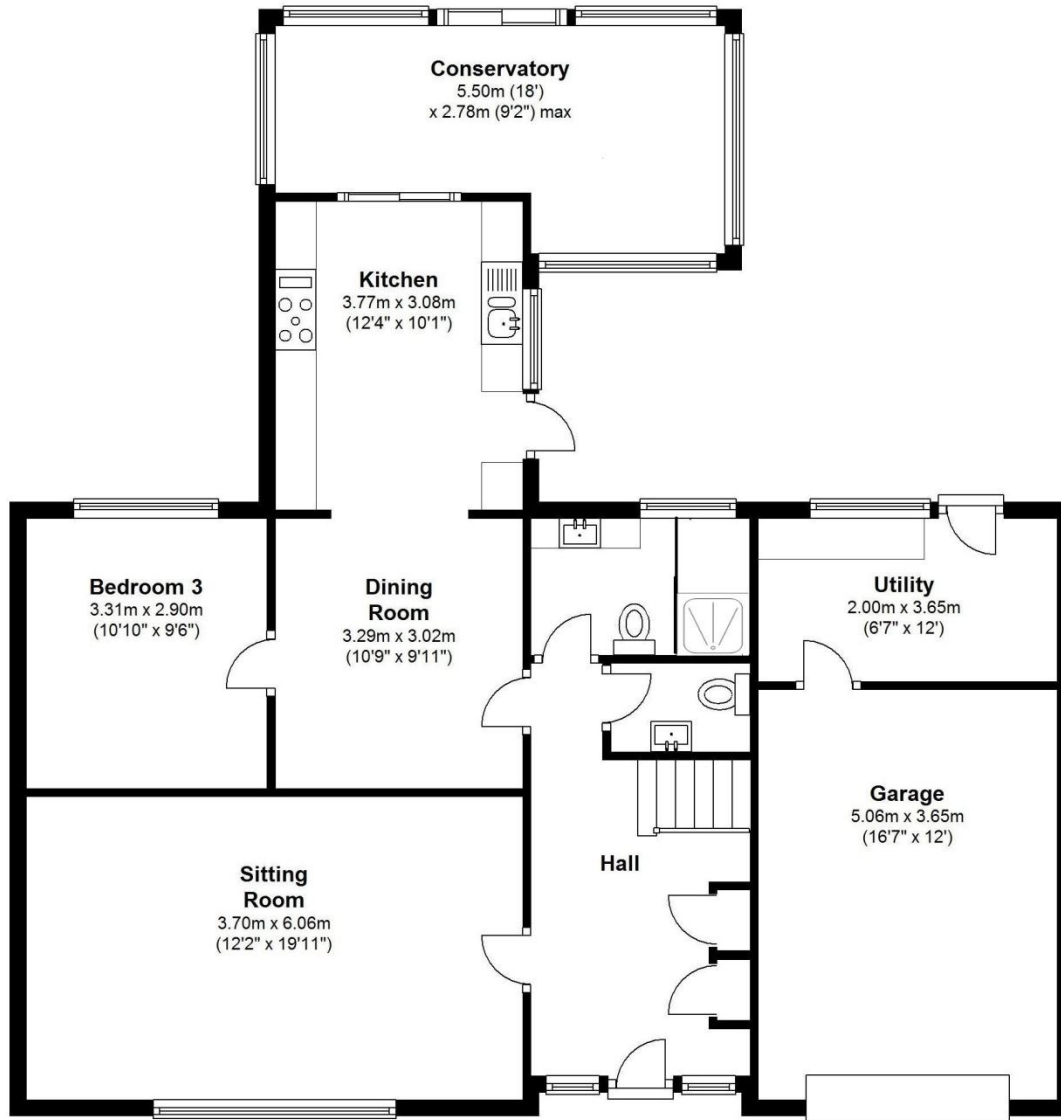 Conservatory
5.50m (18')
x 2.78m (9'2") max
Kitchen
3.77m x 3.08m
(12'4" x 10'1")
Bedroom 3
3.31m x 2.90m
(10'10" x 9'6")
Dining
Room
3.29m x 3.02m
(10'9" x 9'11")
Utility
2.00m x 3.65m
(6'7" x 12')
Garage
5.06m x 3.65m
(16'7" x 12')
Sitting
Room
3.70m x 6.06m
(12'2" x 19'11")
Hall